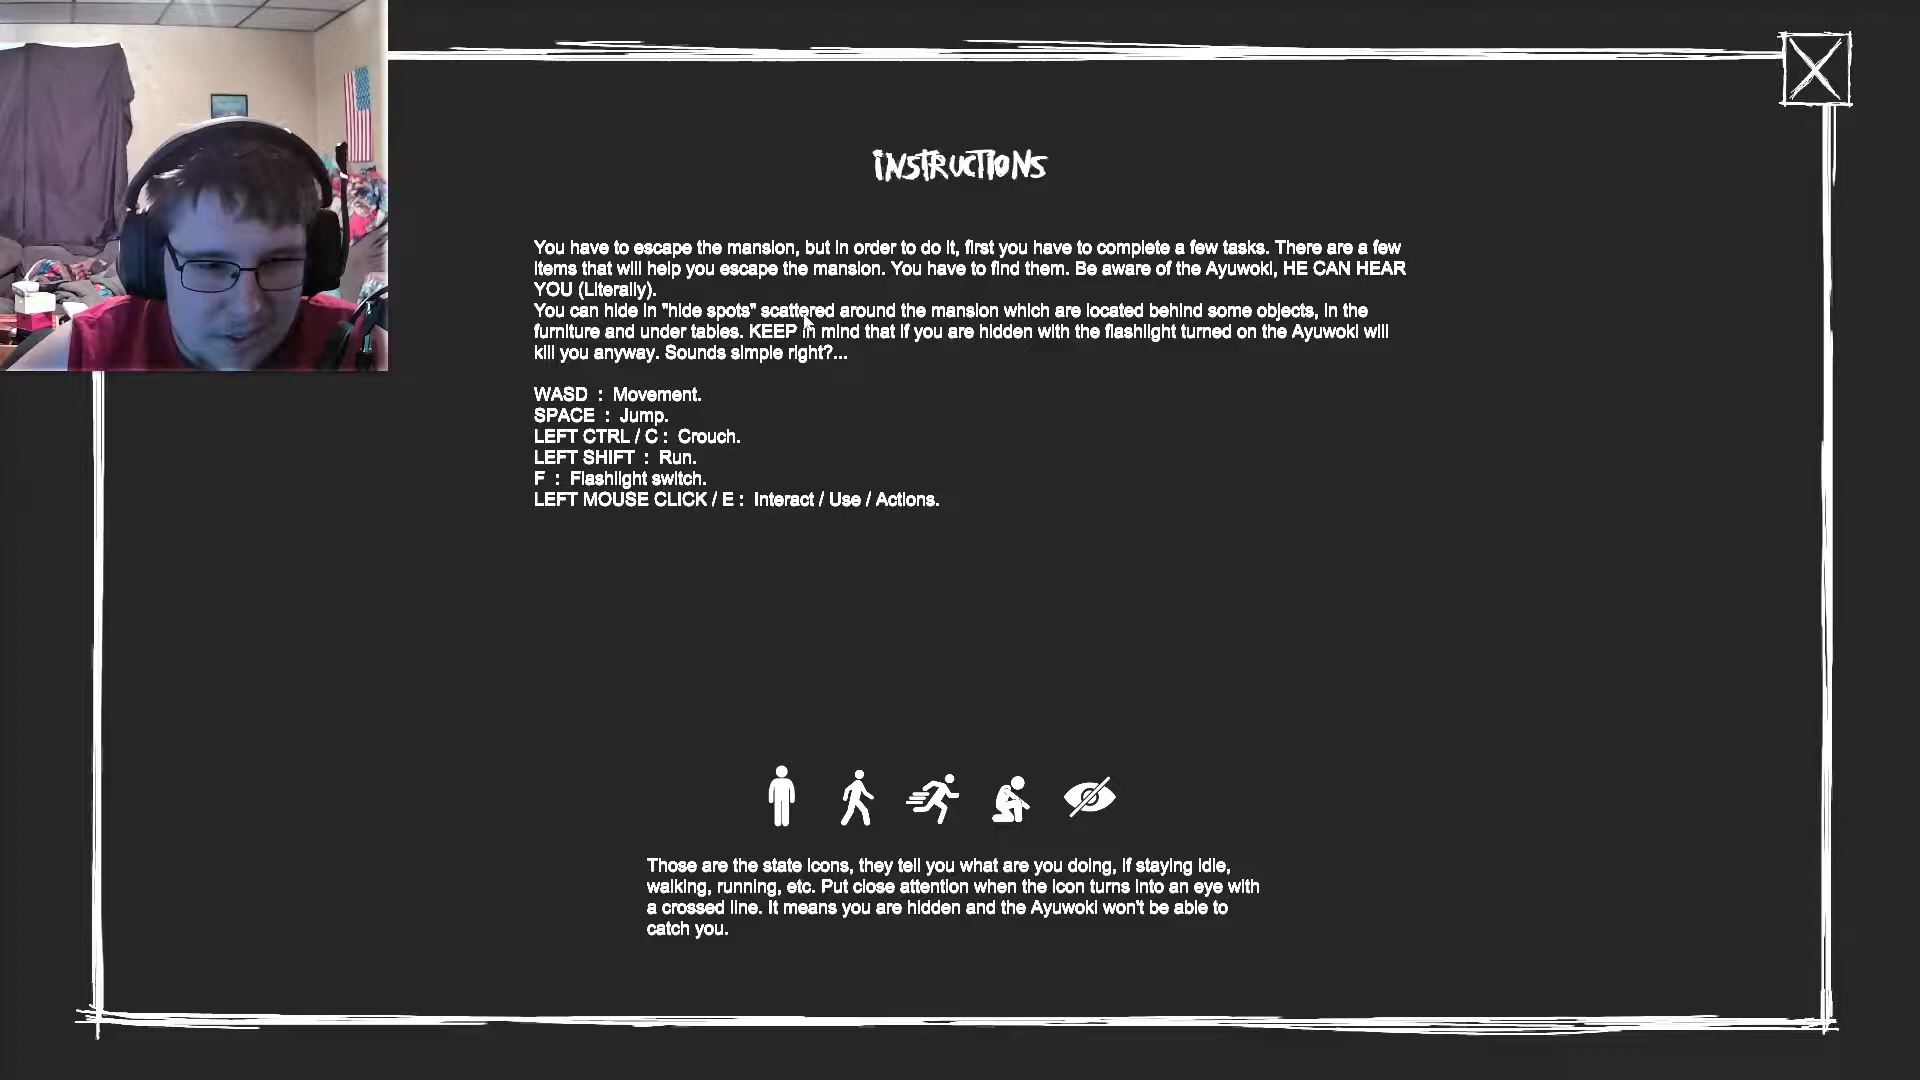 INSTRUCTIONS
You have to escape the mansion, but in order to do it, first you have to complete a few tasks. There are a few
items that will help you escape the mansion. You have to find them. Be aware of the Ayuwoki, HE CAN HEAR
YOU (Literally).
You can hide in "hide spots" scattered around the mansion which are located behind some objects, in the
furniture and under tables. KEEP in mind that if you are hidden with the flashlight turned on the Ayuwoki will
kill you anyway. Sounds simple right?...
WASD : Movement.
SPACE : Jump.
LEFT CTRL / C : Crouch.
LEFT SHIFT : Run.
F : Flashlight switch.
LEFT MOUSE CLICK / E : Interact / Use / Actions.
Those are the state icons, they tell you what are you doing, if staying idle,
walking, running, etc. Put close attention when the icon turns into an eye with
a crossed line. It means you are hidden and the Ayuwoki won't be able to
catch you.